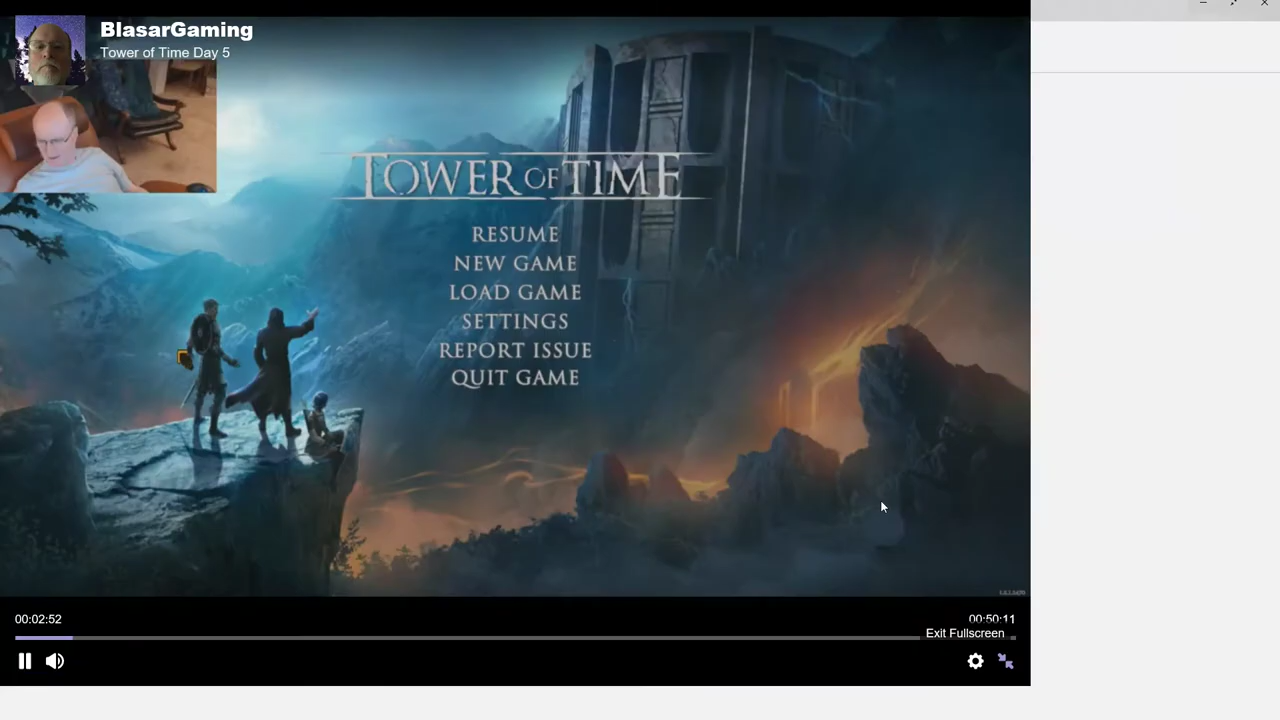 BlasarGaming
Tower of Time Day 5
TOWER OF TIME
RESUME
NEW GAME
LOAD GAME
SETTINGS
REPORT ISSUE
QUIT GAME
00:02:52
00:50:11
Exit Fullscreen